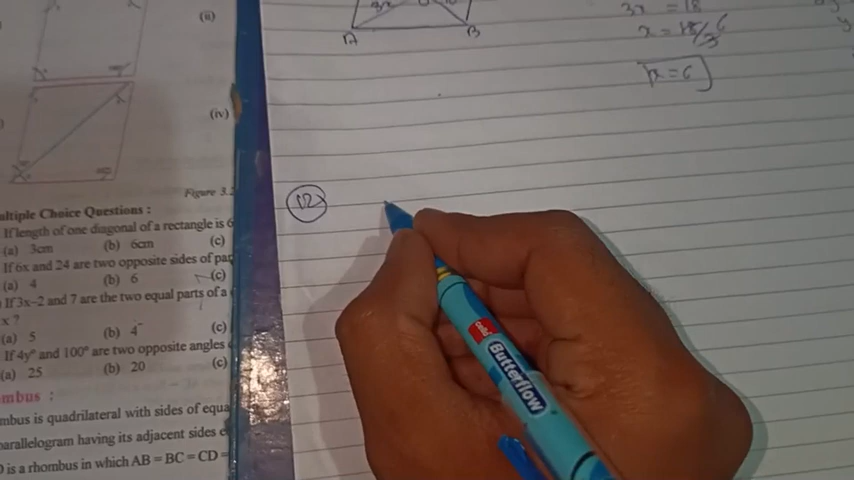 (ii)
(iv)
Figure 3.
ultiple Choice Questions :
If length of one diagonal of a rectangle is 6
(a) 3cm (b) 6cm (c)
If 6x and 24 are two opposite sides of par
(a) 4 (b) 6 (c)
If 3x–2 and 7 are the two equal parts of a
x ?
(a) 5 (b) 4 (c)
If 4y° and 100° are two opposite angles
(a) 25 (b) 20 (c)
mbus :
mbus is quadrilateral with sides of equa
parallelogram having its adjacent sides e
is a rhombus in which AB = BC = CD =
A B
3x = 18
x = 18/3 6
x = 6
12
cello
Butterflow